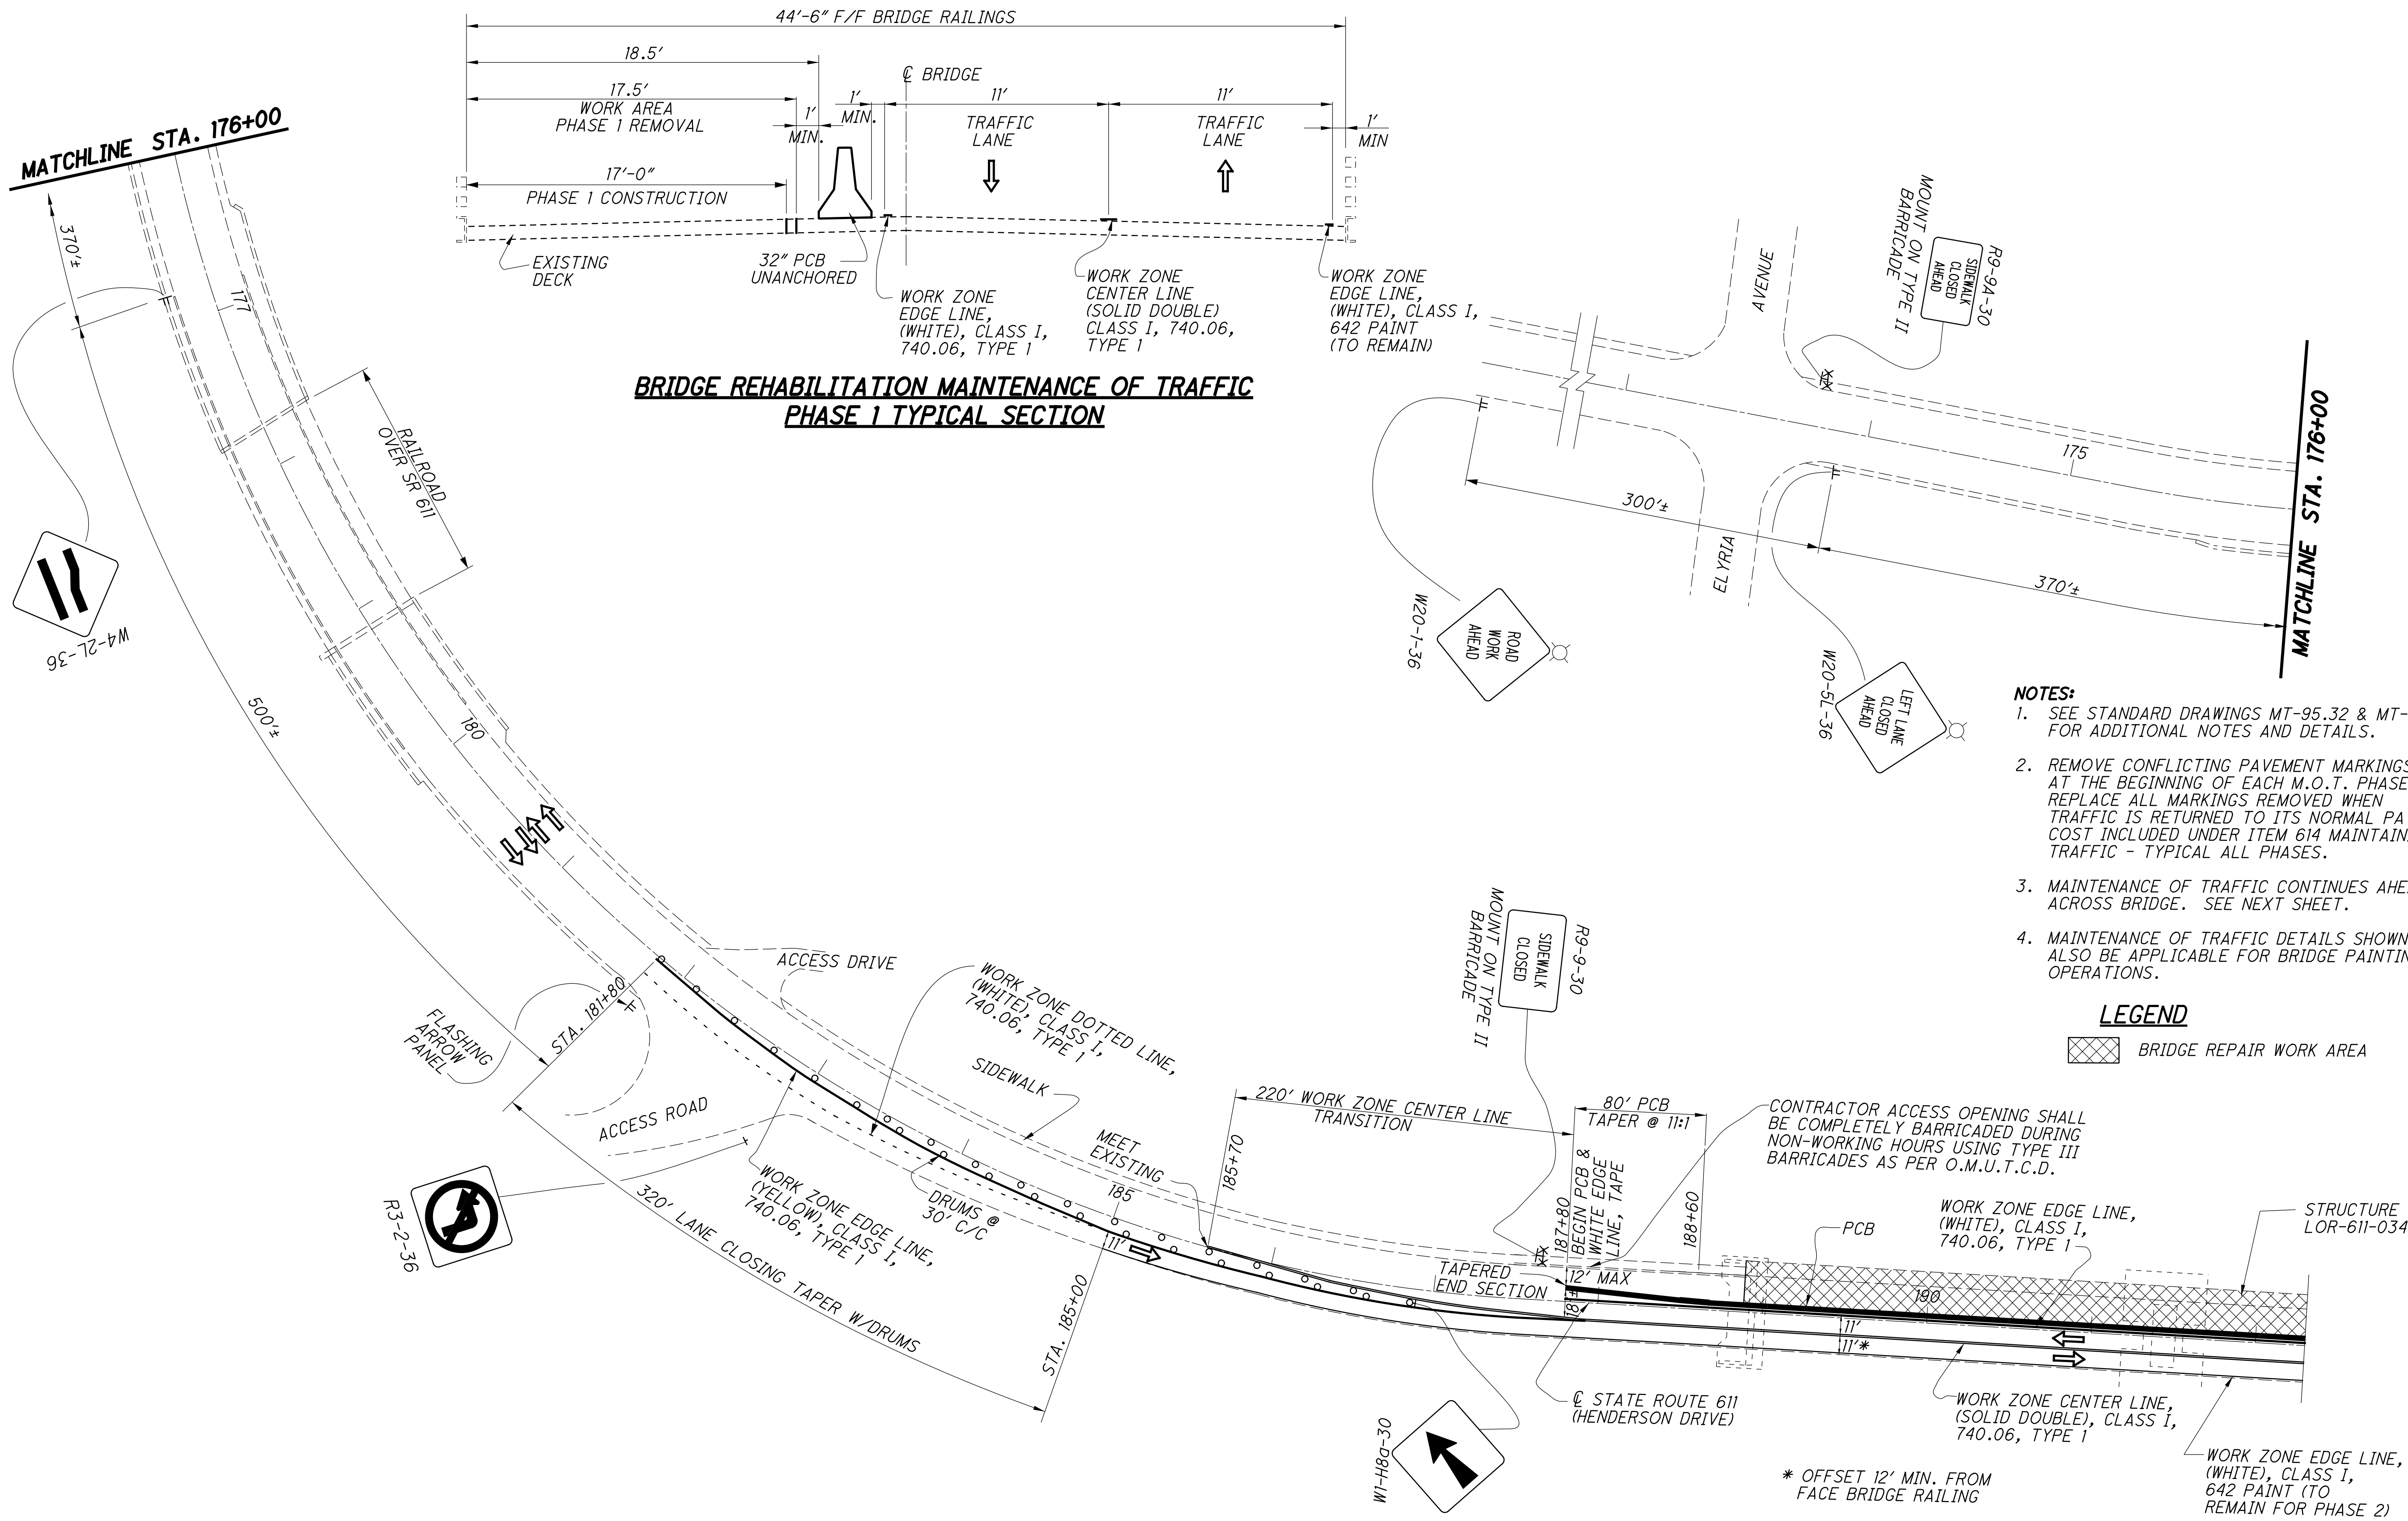 44'-6" F/F BRIDGE RAILINGS
18.5'
℄ BRIDGE
17.5'
WORK AREA
PHASE 1 REMOVAL
1'
MIN.
1'
MIN.
11'
TRAFFIC
LANE
11'
TRAFFIC
LANE
1'
MIN
17'-0"
PHASE 1 CONSTRUCTION
EXISTING
DECK
32" PCB
UNANCHORED
WORK ZONE
EDGE LINE,
(WHITE), CLASS I,
740.06, TYPE 1
WORK ZONE
CENTER LINE
(SOLID DOUBLE)
CLASS I, 740.06,
TYPE 1
WORK ZONE
EDGE LINE,
(WHITE), CLASS I,
642 PAINT
(TO REMAIN)
BRIDGE REHABILITATION MAINTENANCE OF TRAFFIC
PHASE 1 TYPICAL SECTION
MATCHLINE STA. 176+00
370'±
177
RAILROAD
OVER SR 611
W4-2L-36
500'±
180
AVENUE
MOUNT ON TYPE II
BARRICADE
SIDEWALK
CLOSED
AHEAD
R9-9A-30
175
MATCHLINE STA. 176+00
300'±
370'±
ELYRIA
W20-1-36
ROAD
WORK
AHEAD
W20-5L-36
LEFT LANE
CLOSED
AHEAD
NOTES:
1. SEE STANDARD DRAWINGS MT-95.32 & MT-
FOR ADDITIONAL NOTES AND DETAILS.
2. REMOVE CONFLICTING PAVEMENT MARKINGS
AT THE BEGINNING OF EACH M.O.T. PHASE
REPLACE ALL MARKINGS REMOVED WHEN
TRAFFIC IS RETURNED TO ITS NORMAL PA
COST INCLUDED UNDER ITEM 614 MAINTAIN
TRAFFIC - TYPICAL ALL PHASES.
3. MAINTENANCE OF TRAFFIC CONTINUES AHE
ACROSS BRIDGE. SEE NEXT SHEET.
4. MAINTENANCE OF TRAFFIC DETAILS SHOWN
ALSO BE APPLICABLE FOR BRIDGE PAINTIN
OPERATIONS.
LEGEND
BRIDGE REPAIR WORK AREA
FLASHING
ARROW
PANEL
STA. 181+80
ACCESS DRIVE
ACCESS ROAD
WORK ZONE DOTTED LINE,
(WHITE), CLASS I,
740.06, TYPE 1
SIDEWALK
R3-2-36
320' LANE CLOSING TAPER W/DRUMS
WORK ZONE EDGE LINE,
(YELLOW), CLASS I,
740.06, TYPE 1
DRUMS @
30' C/C
MEET
EXISTING
185
11'
STA. 185+00
185+70
220' WORK ZONE CENTER LINE
TRANSITION
MOUNT ON TYPE II
BARRICADE
SIDEWALK
CLOSED
R9-9-30
80' PCB
TAPER @ 11:1
187+80
BEGIN PCB &
WHITE EDGE
LINE, TAPE
188+60
CONTRACTOR ACCESS OPENING SHALL
BE COMPLETELY BARRICADED DURING
NON-WORKING HOURS USING TYPE III
BARRICADES AS PER O.M.U.T.C.D.
TAPERED
END SECTION
12' MAX
18'±
PCB
WORK ZONE EDGE LINE,
(WHITE), CLASS I,
740.06, TYPE 1
STRUCTURE
LOR-611-034
190
11'
11'*
W1-H8a-30
℄ STATE ROUTE 611
(HENDERSON DRIVE)
WORK ZONE CENTER LINE,
(SOLID DOUBLE), CLASS I,
740.06, TYPE 1
* OFFSET 12' MIN. FROM
FACE BRIDGE RAILING
WORK ZONE EDGE LINE,
(WHITE), CLASS I,
642 PAINT (TO
REMAIN FOR PHASE 2)